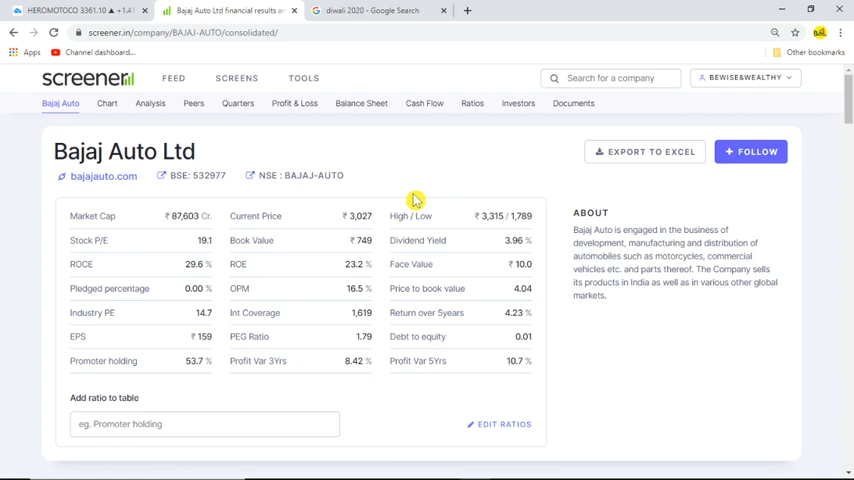 HEROMOTOCO 3361.10 ▲ +1.41
Bajaj Auto Ltd financial results a
diwali 2020 - Google Search
screener.in/company/BAJAJ-AUTO/consolidated/
Apps
Channel dashboard...
Other bookmarks
screener
FEED
SCREENS
TOOLS
Search for a company
BEWISE&WEALTHY
Bajaj Auto
Chart
Analysis
Peers
Quarters
Profit & Loss
Balance Sheet
Cash Flow
Ratios
Investors
Documents
Bajaj Auto Ltd
EXPORT TO EXCEL
+ FOLLOW
bajajauto.com
BSE: 532977
NSE : BAJAJ-AUTO
Market Cap ₹ 87,603 Cr.
Current Price ₹ 3,027
High / Low ₹ 3,315 / 1,789
Stock P/E 19.1
Book Value ₹ 749
Dividend Yield 3.96 %
ROCE 29.6 %
ROE 23.2 %
Face Value ₹ 10.0
Pledged percentage 0.00 %
OPM 16.5 %
Price to book value 4.04
Industry PE 14.7
Int Coverage 1,619
Return over 5years 4.23 %
EPS ₹ 159
PEG Ratio 1.79
Debt to equity 0.01
Promoter holding 53.7 %
Profit Var 3Yrs 8.42 %
Profit Var 5Yrs 10.7 %
Add ratio to table
eg. Promoter holding
EDIT RATIOS
ABOUT
Bajaj Auto is engaged in the business of
development, manufacturing and distribution of
automobiles such as motorcycles, commercial
vehicles etc. and parts thereof. The Company sells
its products in India as well as in various other global
markets.